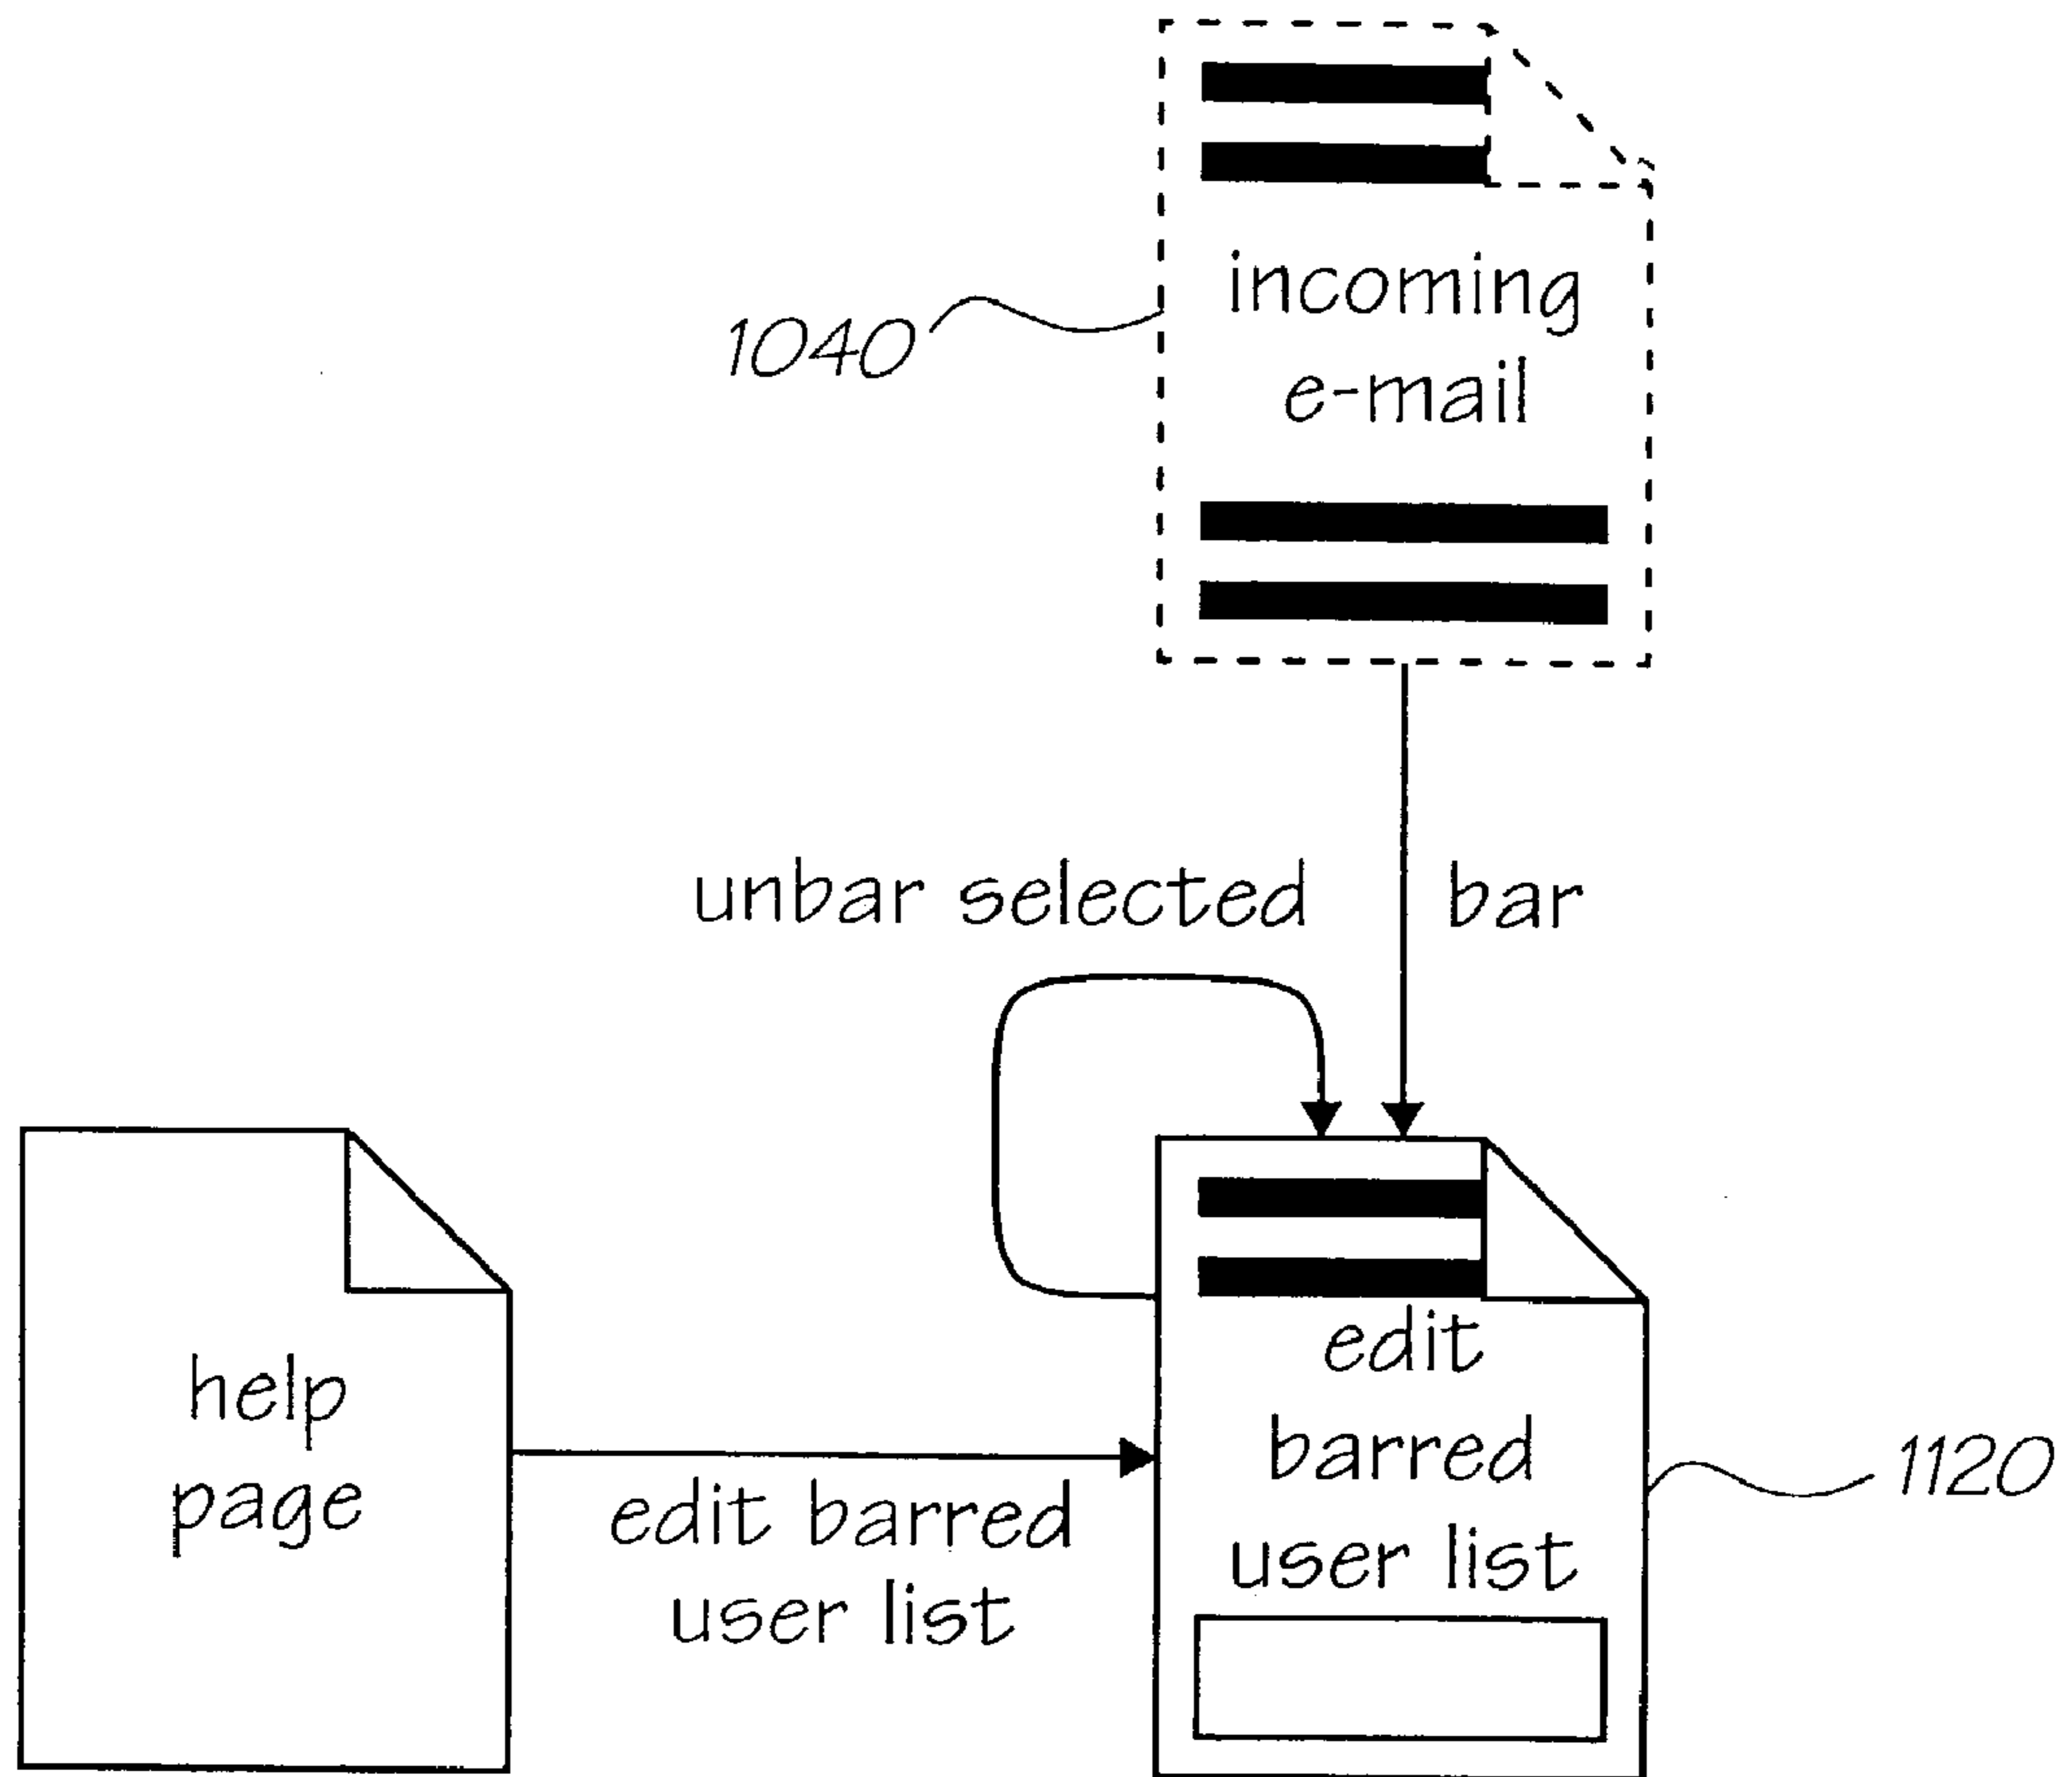 incoming
e-mail
1040
unbar selected
bar
help
page
edit barred
user list
edit
barred
user list
1120